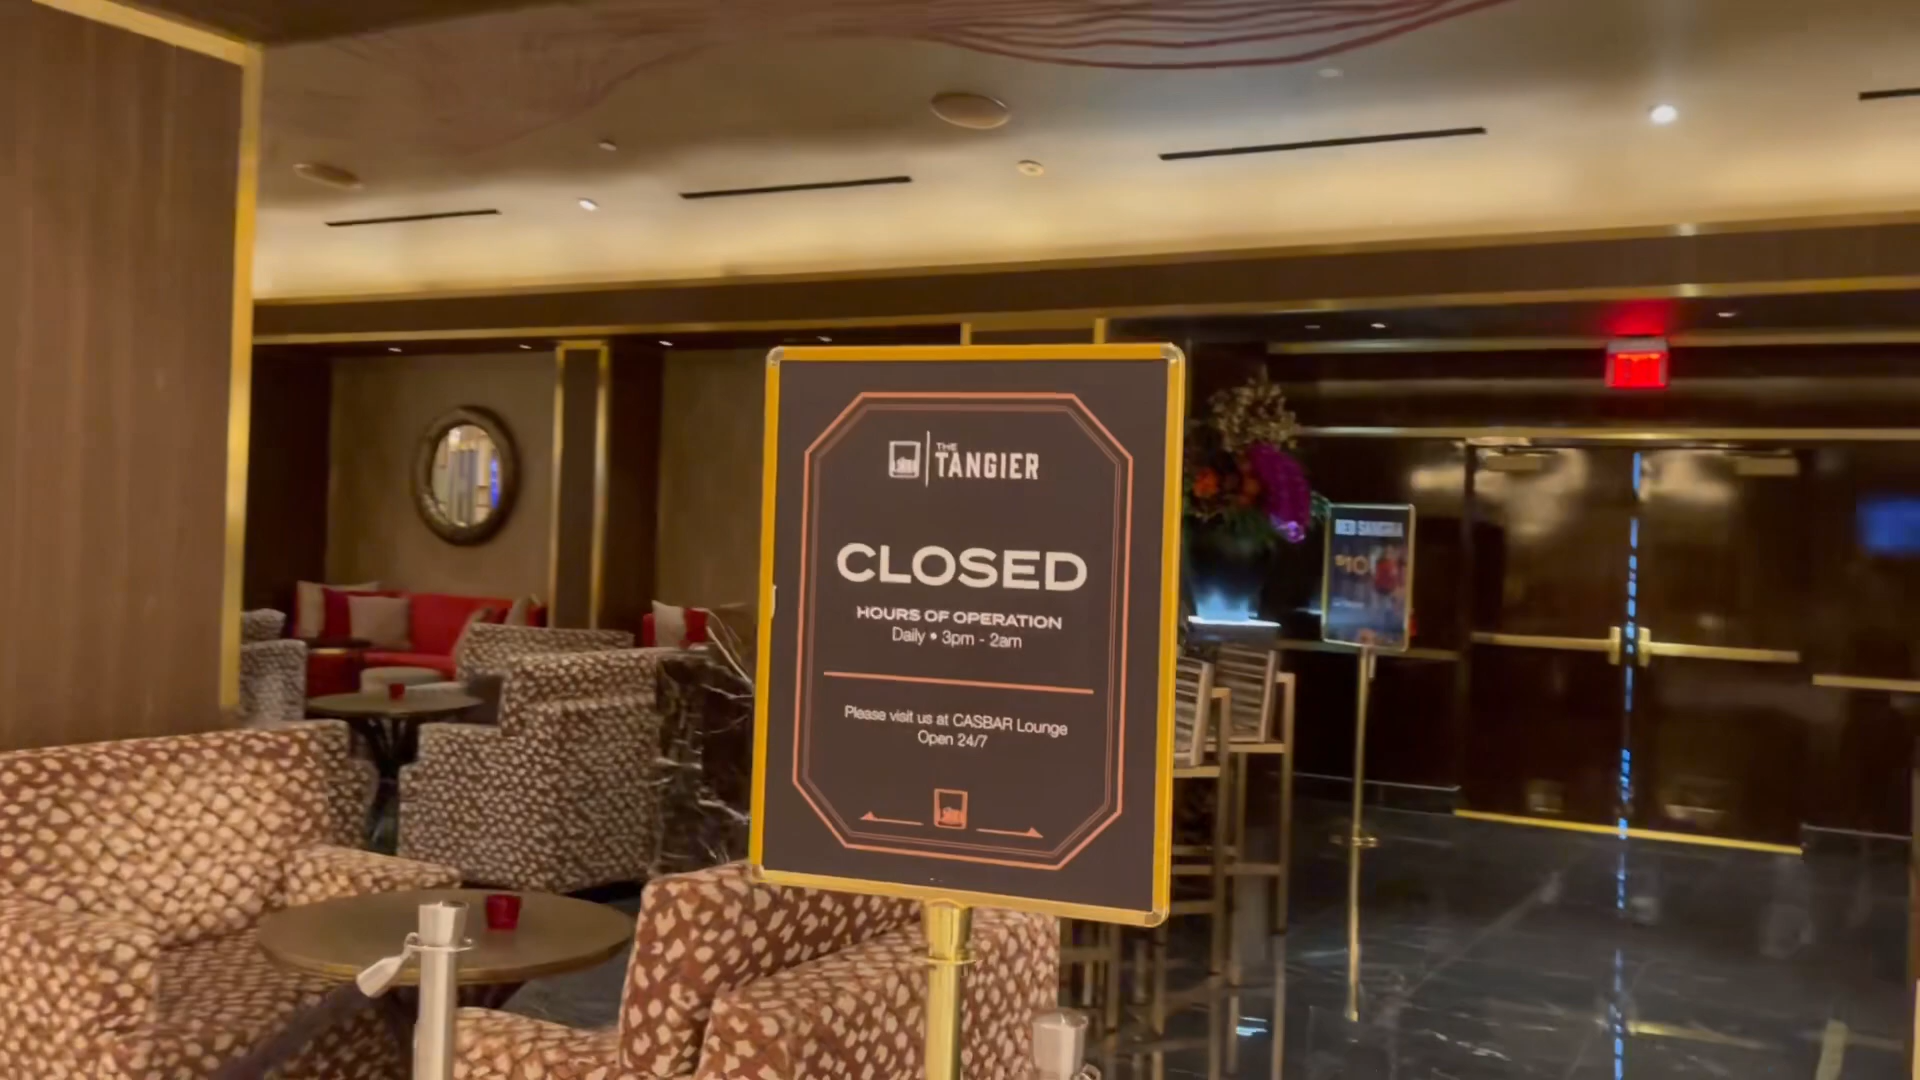 THE
TANGIER
CLOSED
HOURS OF OPERATION
Daily • 3pm - 2am
Please visit us at CASBAR Lounge
Open 24/7
RED SANGRIA